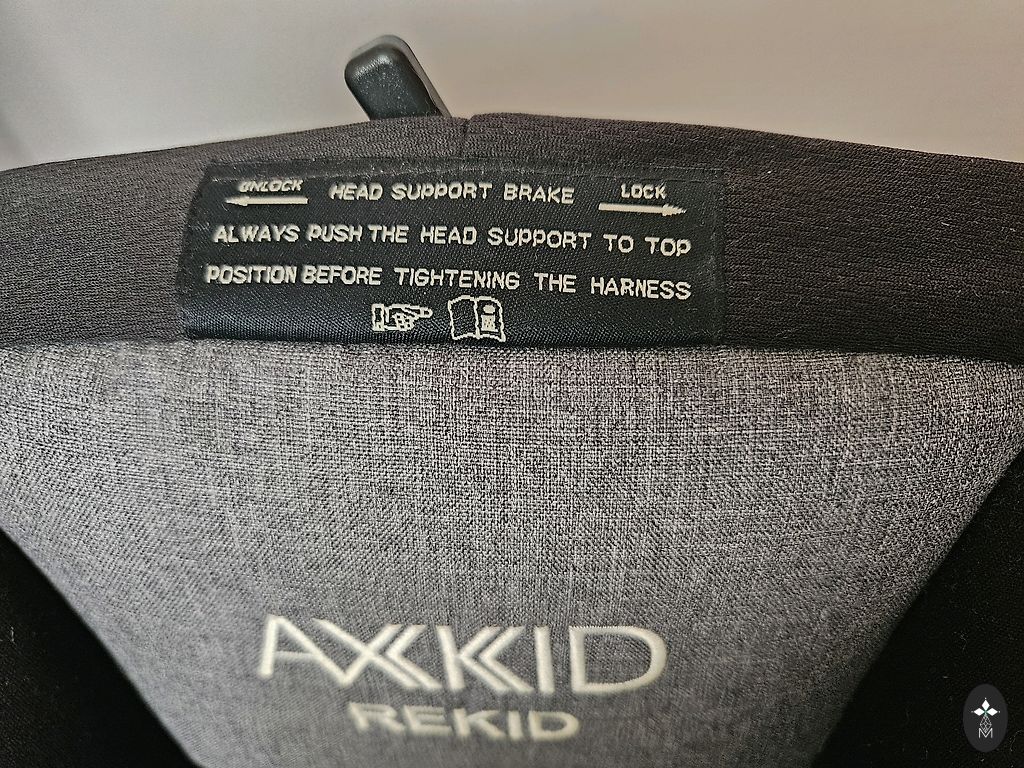 UNLOCK HEAD SUPPORT BRAKE LOCK
ALWAYS PUSH THE HEAD SUPPORT TO TOP
POSITION BEFORE TIGHTENING THE HARNESS
AXKID
REKID
M